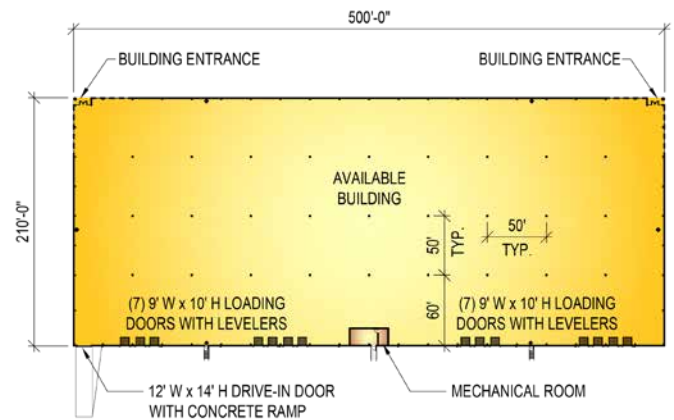 500'-0"
BUILDING ENTRANCE
BUILDING ENTRANCE
210'-0"
AVAILABLE
BUILDING
50'
TYP.
50'
TYP.
60'
(7) 9' W x 10' H LOADING
DOORS WITH LEVELERS
(7) 9' W x 10' H LOADING
DOORS WITH LEVELERS
12' W x 14' H DRIVE-IN DOOR
WITH CONCRETE RAMP
MECHANICAL ROOM